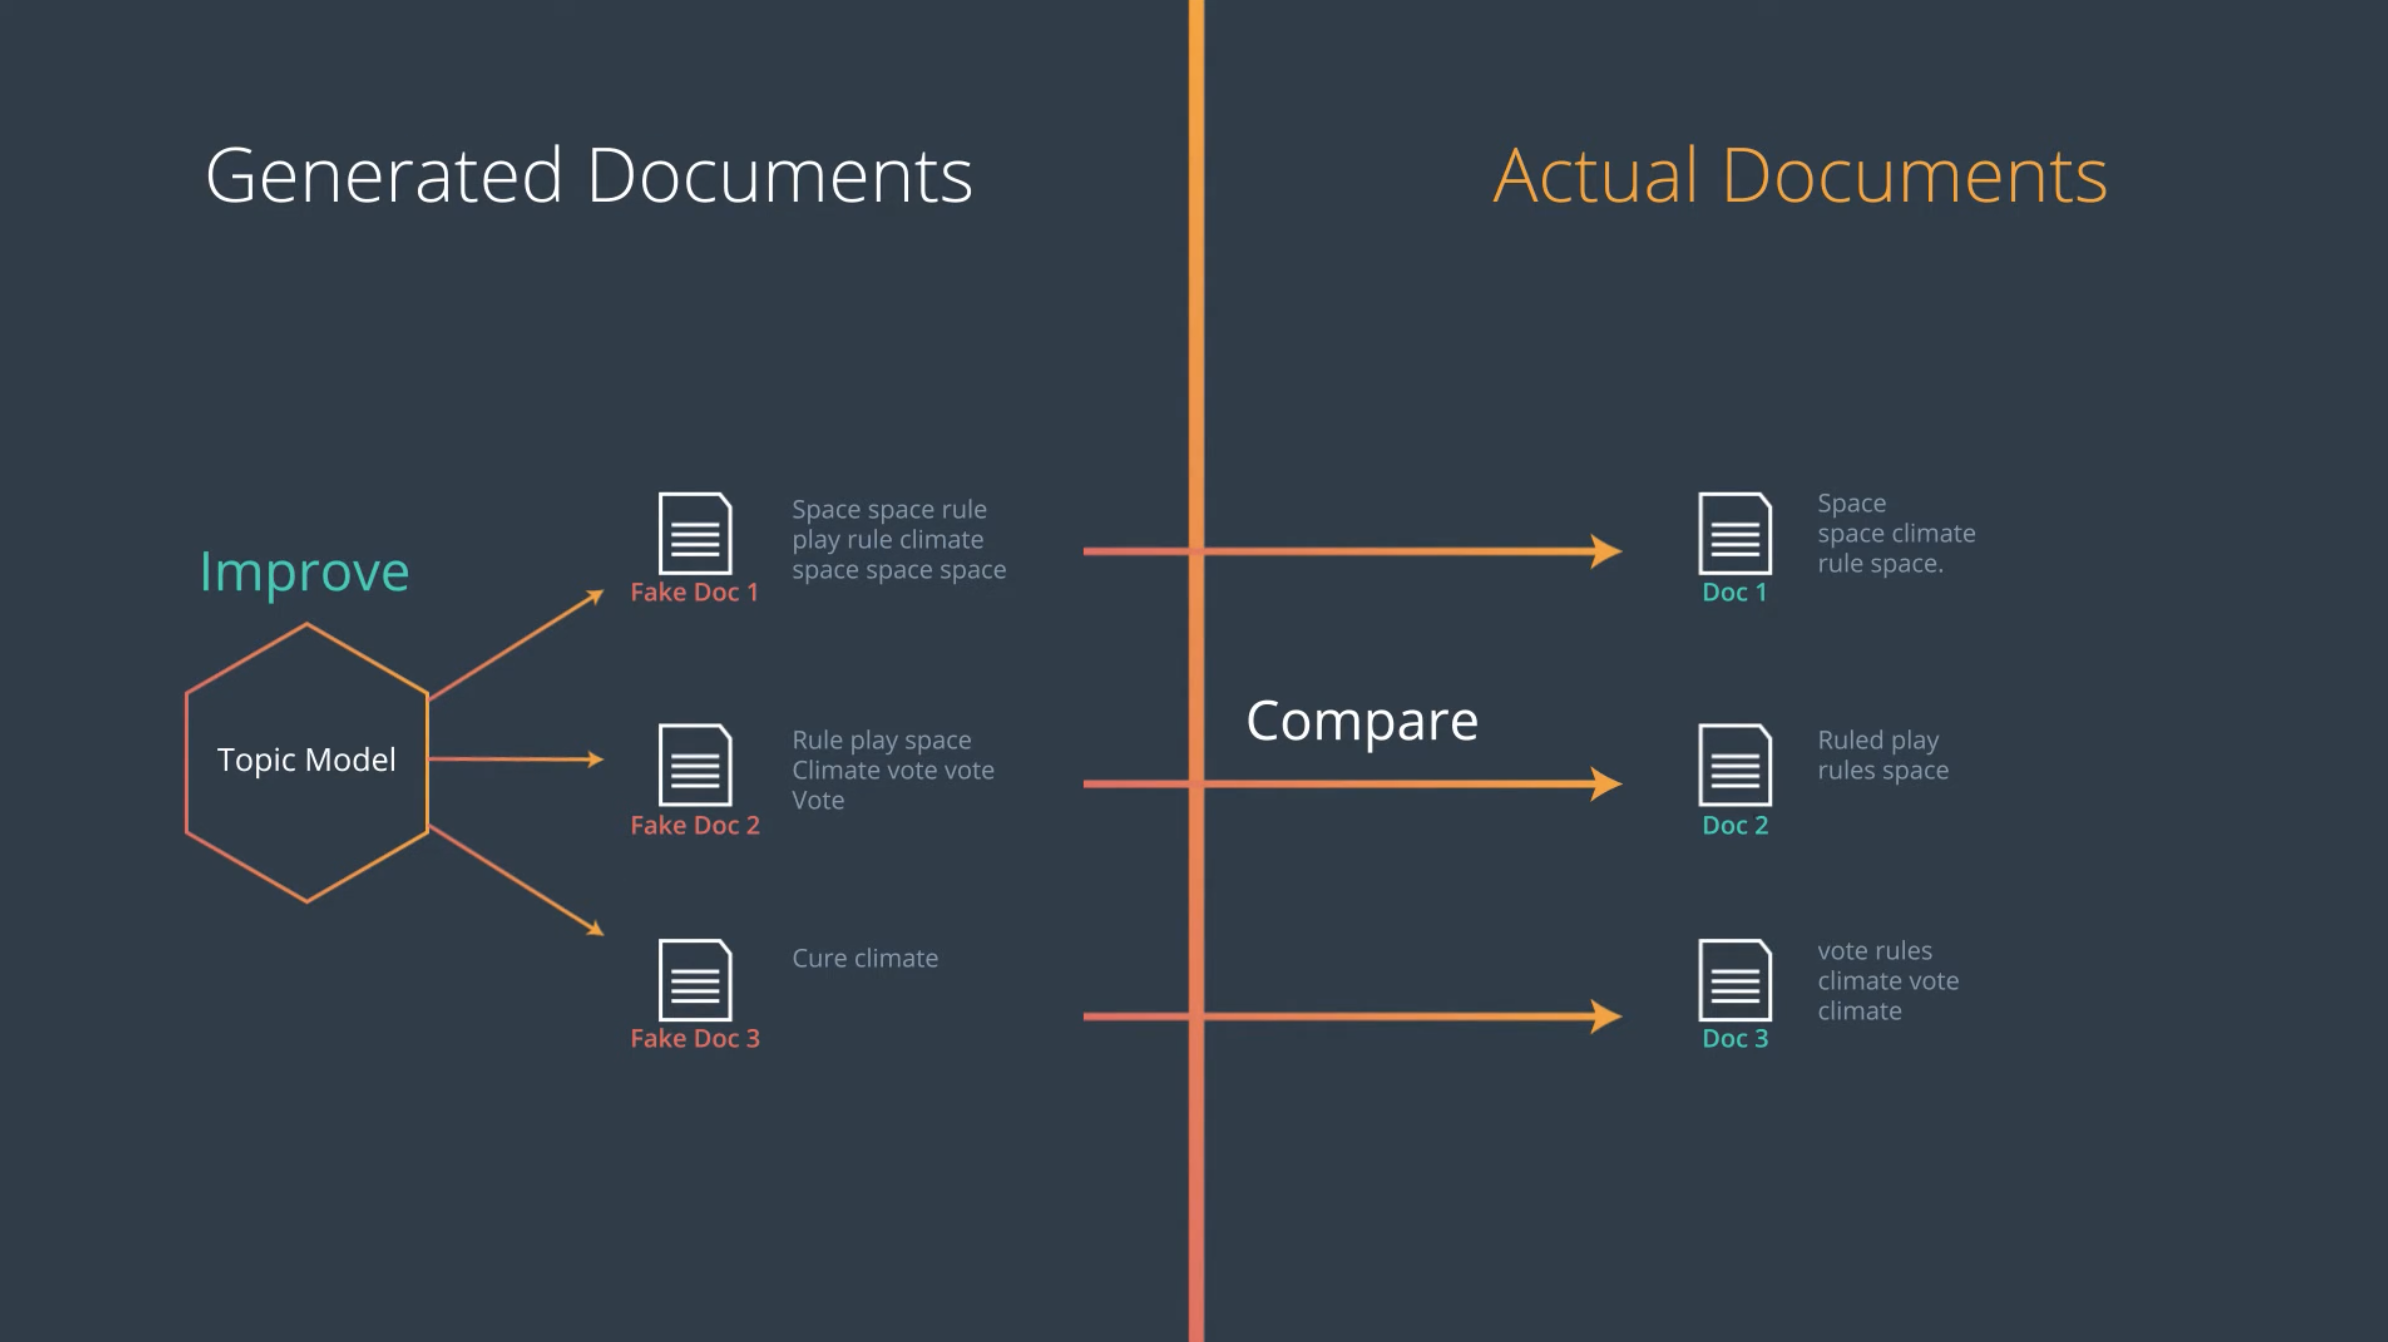 Generated Documents
Actual Documents
Improve
Topic Model
Space space rule
play rule climate
space space space
Fake Doc 1
Rule play space
Climate vote vote
Vote
Fake Doc 2
Cure climate
Fake Doc 3
Compare
Space
space climate
rule space.
Doc 1
Ruled play
rules space
Doc 2
vote rules
climate vote
climate
Doc 3